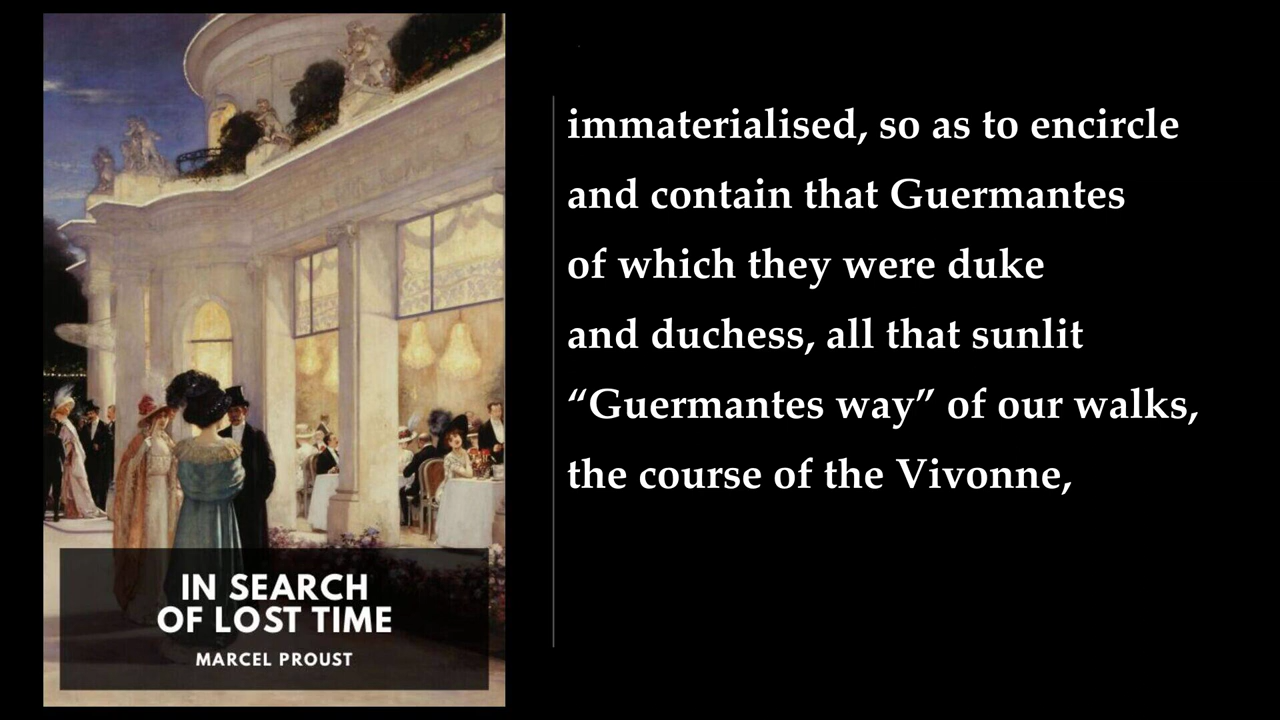 immaterialised, so as to encircle
and contain that Guermantes
of which they were duke
and duchess, all that sunlit
“Guermantes way” of our walks,
the course of the Vivonne,
IN SEARCH
OF LOST TIME
MARCEL PROUST